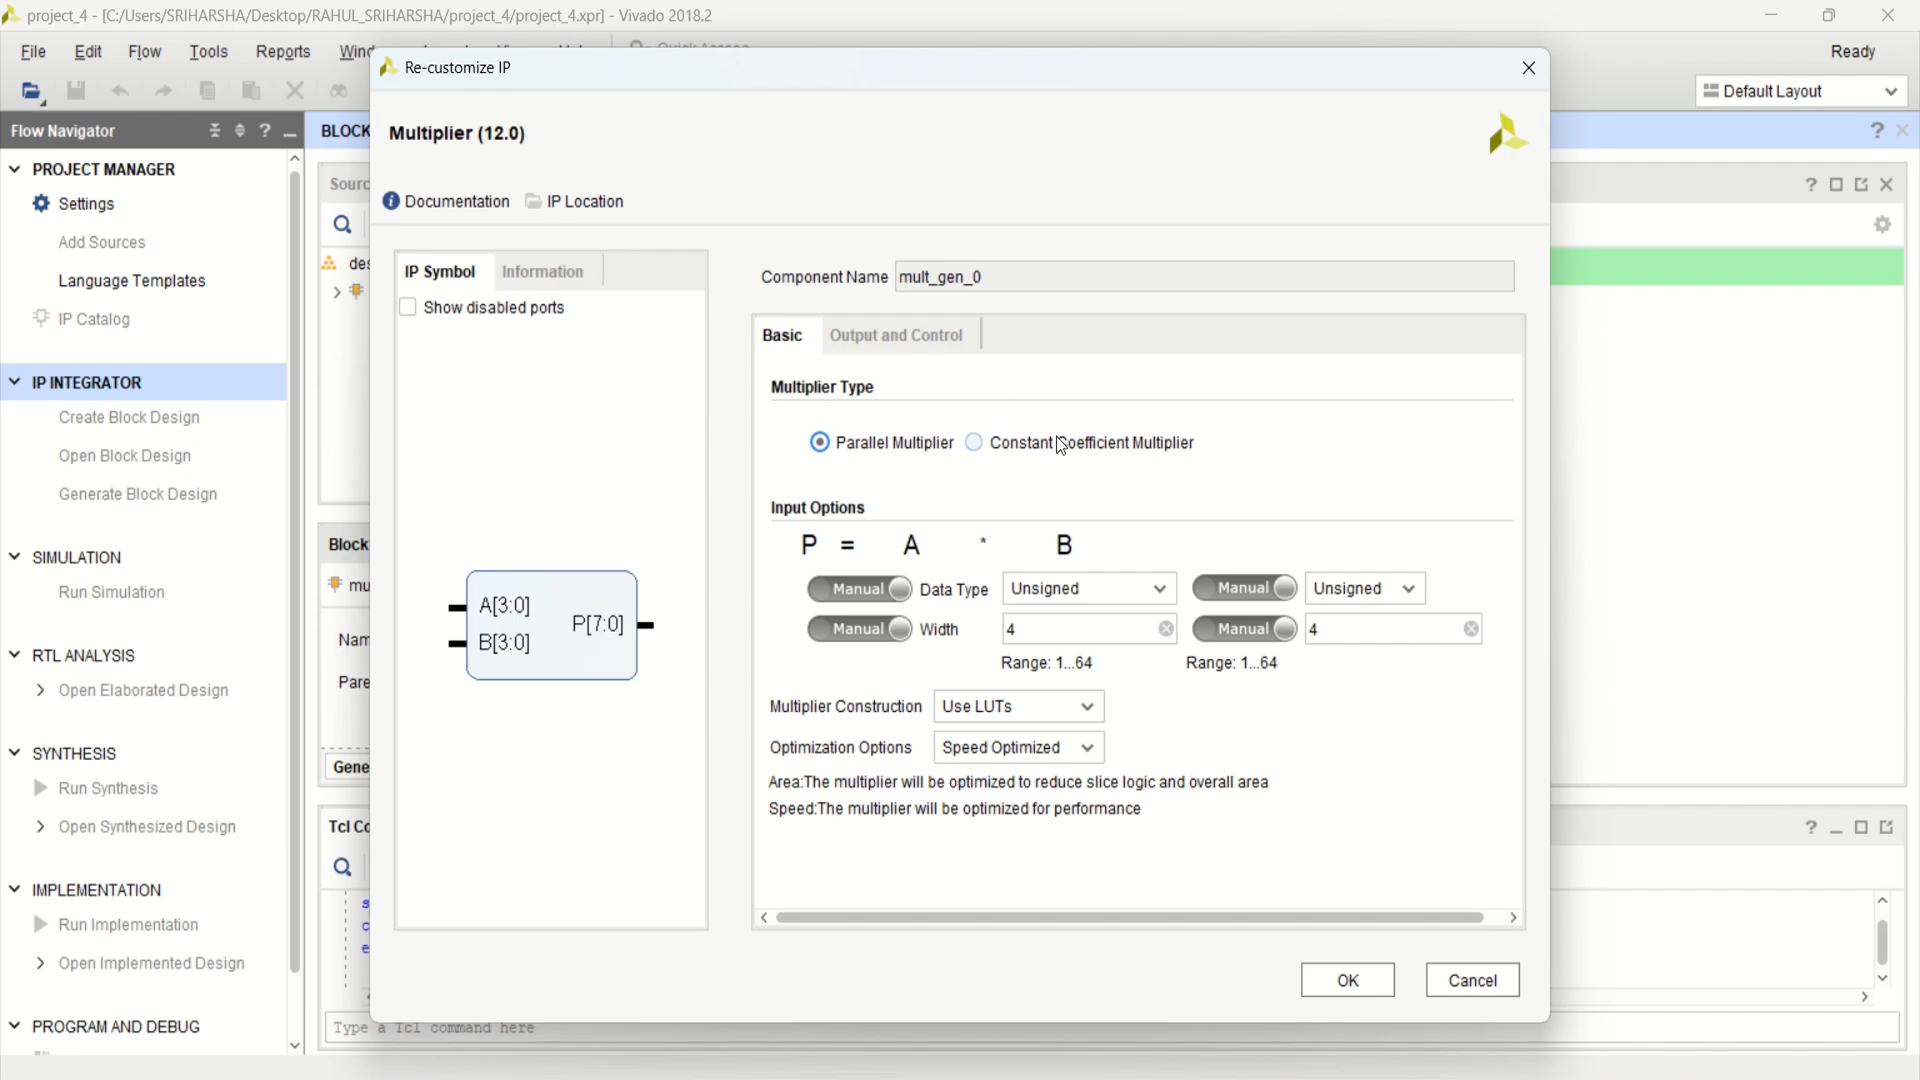 project_4 - [C:/Users/SRIHARSHA/Desktop/RAHUL_SRIHARSHA/project_4/project_4.xpr] - Vivado 2018.2
File Edit Flow Tools Reports
Ready
Re-customize IP
Default Layout
Flow Navigator
?
BLOCK
?
Multiplier (12.0)
PROJECT MANAGER
Settings
Add Sources
Language Templates
IP Catalog
Documentation IP Location
?
IP Symbol Information
Show disabled ports
Component Name mult_gen_0
Basic Output and Control
Multiplier Type
Parallel Multiplier Constant Coefficient Multiplier
IP INTEGRATOR
Create Block Design
Open Block Design
Generate Block Design
Input Options
P = A * B
Manual Data Type Unsigned Manual Unsigned
Manual Width 4 Manual 4
Range: 1...64 Range: 1...64
A[3:0]
B[3:0]
P[7:0]
Multiplier Construction Use LUTs
Optimization Options Speed Optimized
Area:The multiplier will be optimized to reduce slice logic and overall area
Speed:The multiplier will be optimized for performance
SIMULATION
Run Simulation
RTL ANALYSIS
Open Elaborated Design
SYNTHESIS
Run Synthesis
Open Synthesized Design
IMPLEMENTATION
Run Implementation
Open Implemented Design
PROGRAM AND DEBUG
Block
?
OK Cancel
Type a Tcl command here